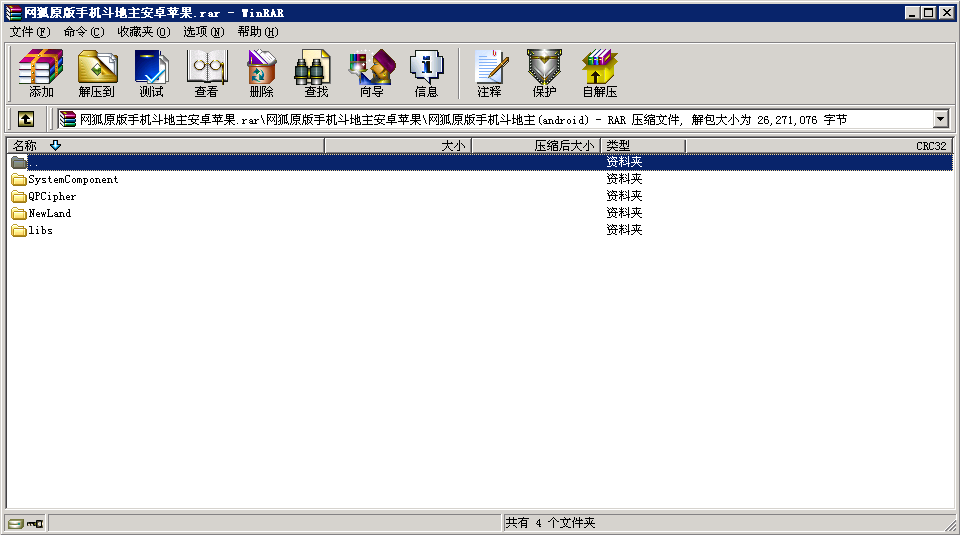 网狐原版手机斗地主安卓苹果.rar - WinRAR
文件(F) 命令(C) 收藏夹(O) 选项(N) 帮助(H)
添加 解压到 测试 查看 删除 查找 向导 信息 注释 保护 自解压
网狐原版手机斗地主安卓苹果.rar\网狐原版手机斗地主安卓苹果\网狐原版手机斗地主(android) - RAR 压缩文件, 解包大小为 26,271,076 字节
名称 大小 压缩后大小 类型 CRC32
.. 资料夹
SystemComponent 资料夹
QPCipher 资料夹
NewLand 资料夹
libs 资料夹
共有 4 个文件夹